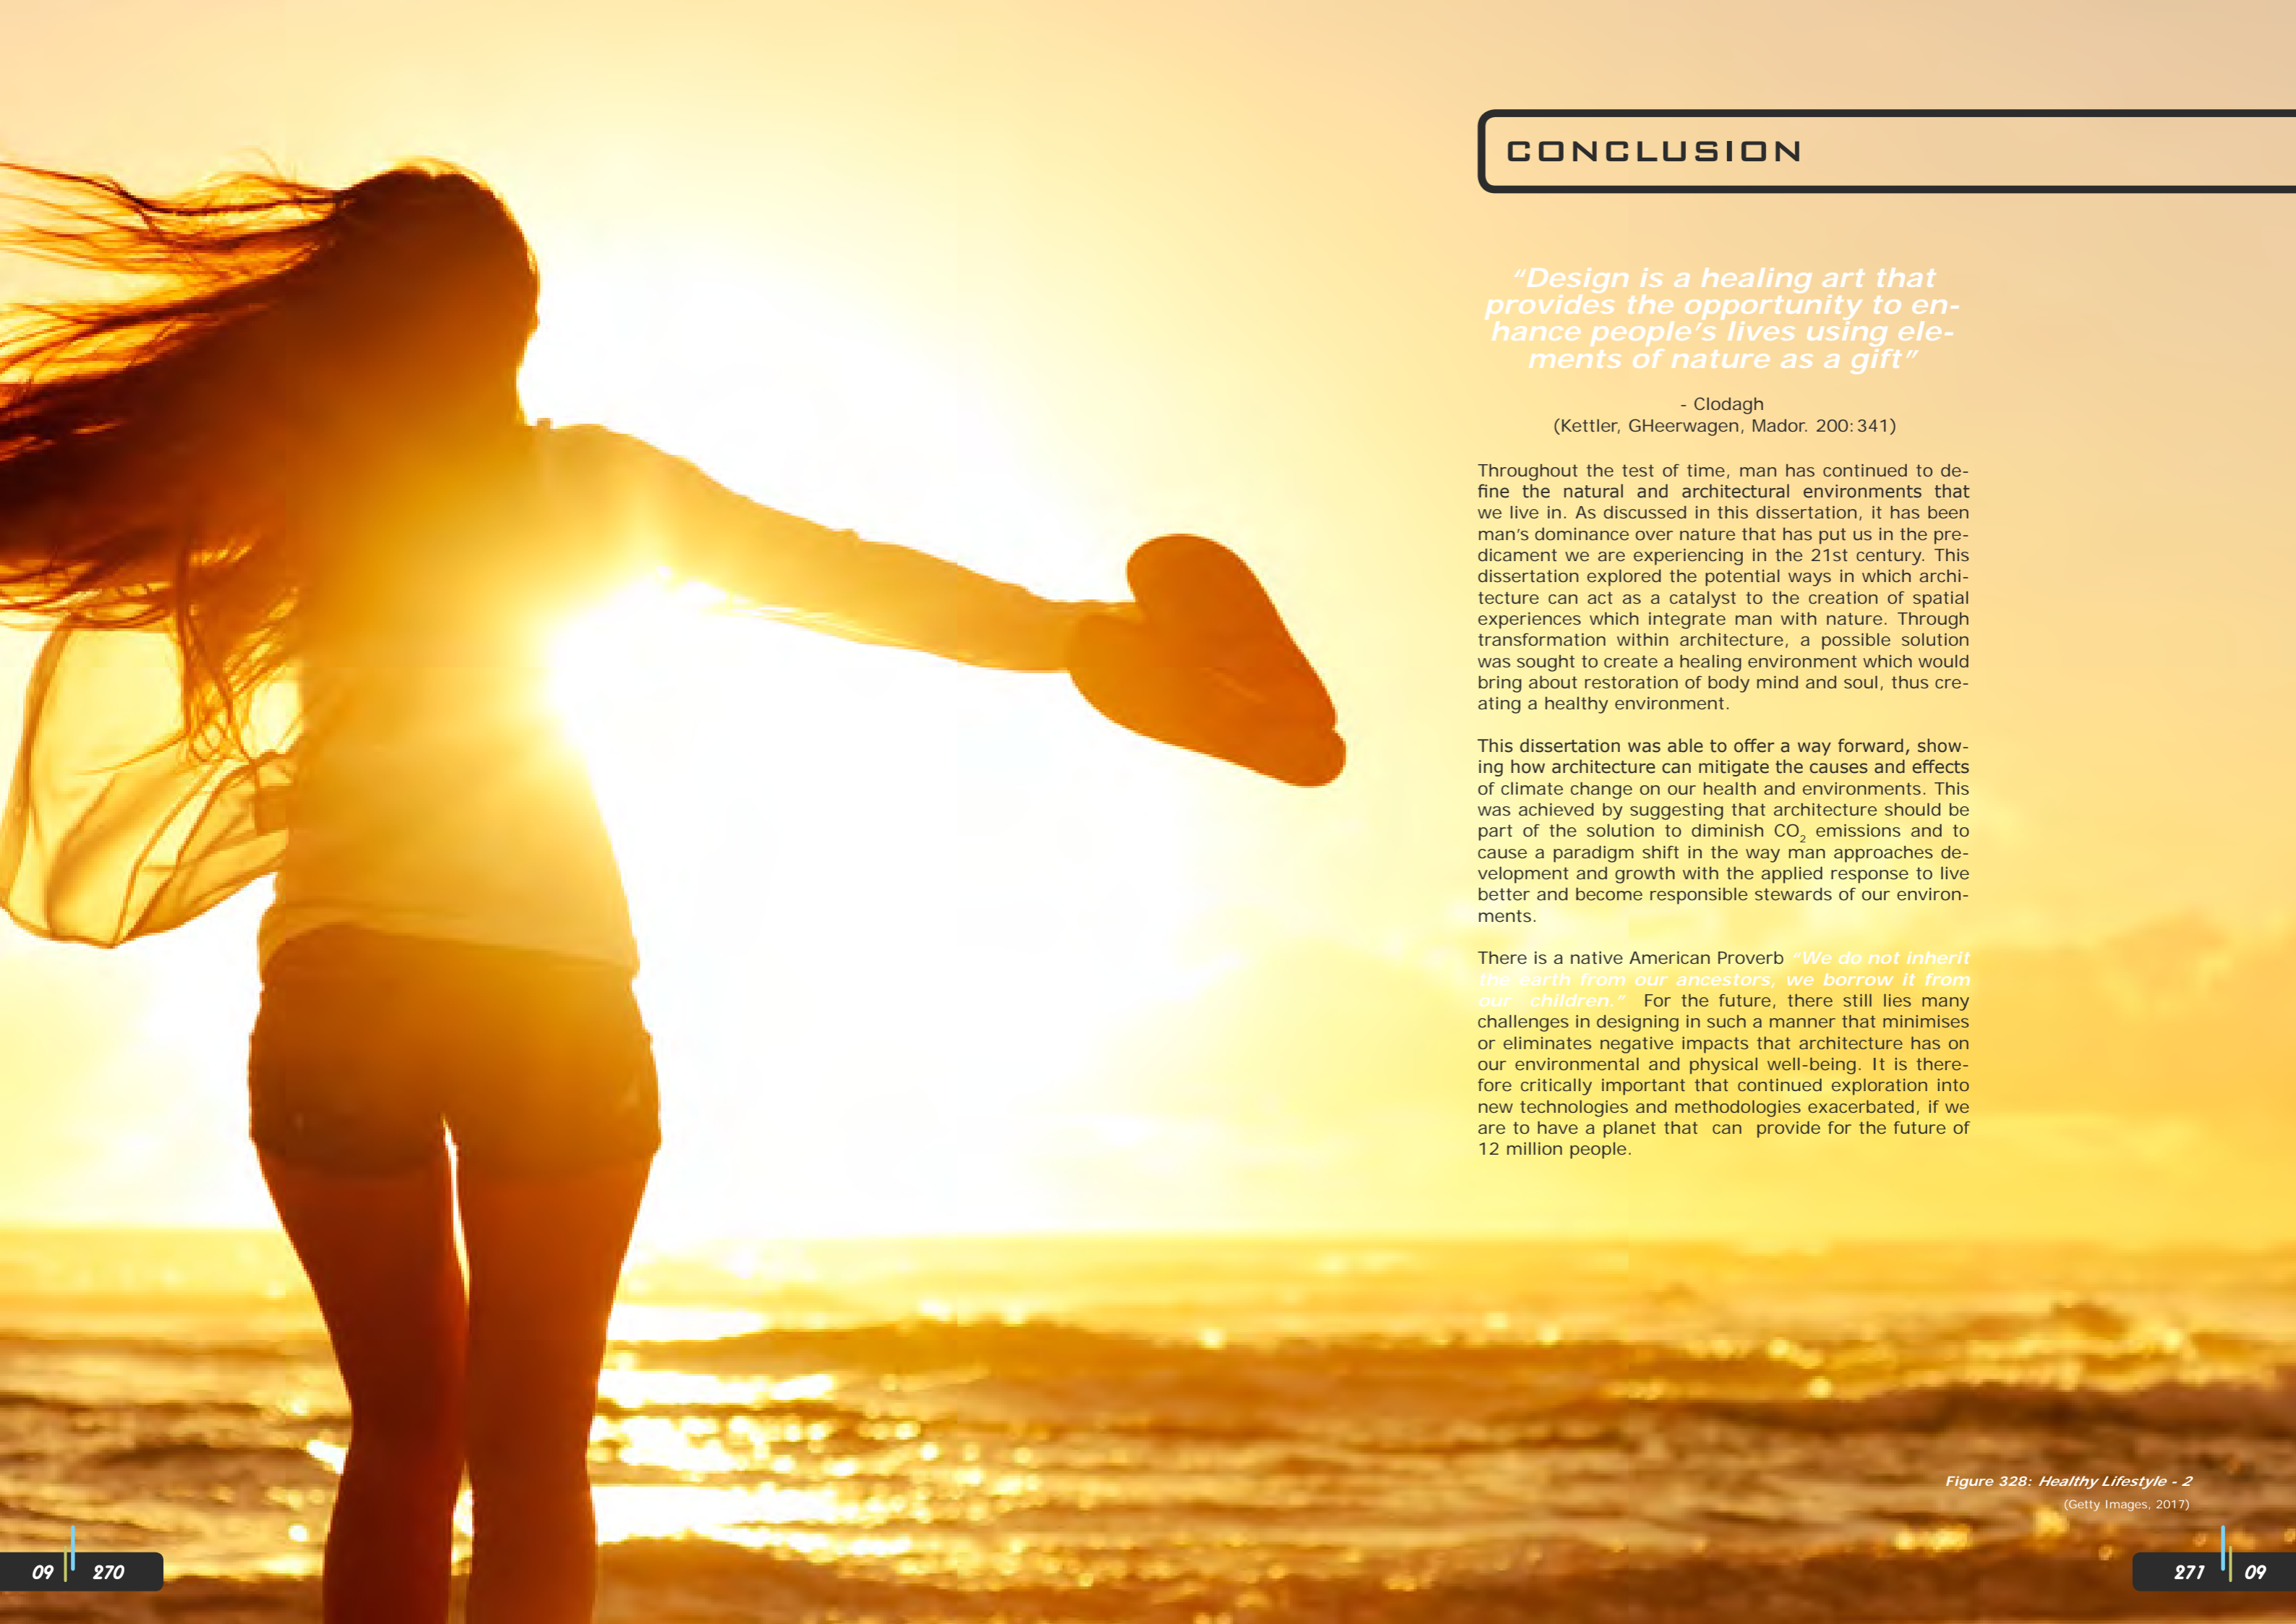 CONCLUSION
“Design is a healing art that
provides the opportunity to en-
hance people’s lives using ele-
ments of nature as a gift”
- Clodagh
(Kettler, GHeerwagen, Mador. 200:341)
Throughout the test of time, man has continued to de-
fine the natural and architectural environments that
we live in. As discussed in this dissertation, it has been
man’s dominance over nature that has put us in the pre-
dicament we are experiencing in the 21st century. This
dissertation explored the potential ways in which archi-
tecture can act as a catalyst to the creation of spatial
experiences which integrate man with nature. Through
transformation within architecture, a possible solution
was sought to create a healing environment which would
bring about restoration of body mind and soul, thus cre-
ating a healthy environment.
This dissertation was able to offer a way forward, show-
ing how architecture can mitigate the causes and effects
of climate change on our health and environments. This
was achieved by suggesting that architecture should be
part of the solution to diminish CO₂ emissions and to
cause a paradigm shift in the way man approaches de-
velopment and growth with the applied response to live
better and become responsible stewards of our environ-
ments.
There is a native American Proverb “We do not inherit
the earth from our ancestors, we borrow it from
our children.” For the future, there still lies many
challenges in designing in such a manner that minimises
or eliminates negative impacts that architecture has on
our environmental and physical well-being. It is there-
fore critically important that continued exploration into
new technologies and methodologies exacerbated, if we
are to have a planet that can provide for the future of
12 million people.
Figure 328: Healthy Lifestyle - 2
(Getty Images, 2017)
09 270
271 09